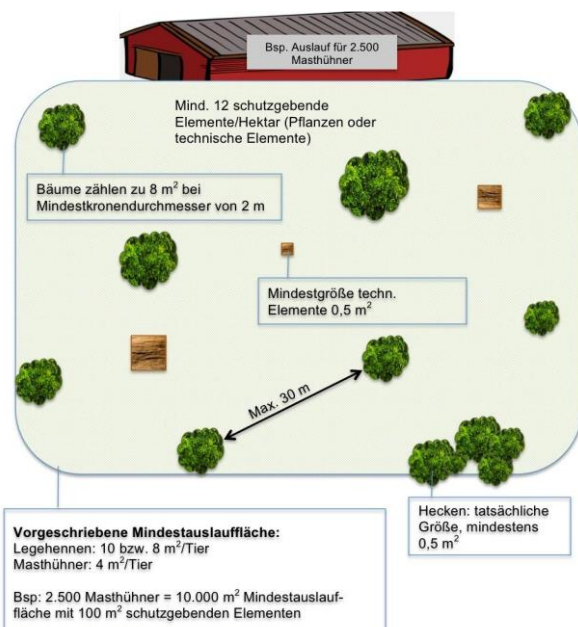 Bsp. Auslauf für 2.500
Masthühner
Mind. 12 schutzgebende
Elemente/Hektar (Pflanzen oder
technische Elemente)
Bäume zählen zu 8 m² bei
Mindestkronendurchmesser von 2 m
Mindestgröße techn.
Elemente 0,5 m²
Max. 30 m
Hecken: tatsächliche
Größe, mindestens
0,5 m²
Vorgeschriebene Mindestauslauffläche:
Legehennen: 10 bzw. 8 m²/Tier
Masthühner: 4 m²/Tier
Bsp: 2.500 Masthühner = 10.000 m² Mindestauslauf-
fläche mit 100 m² schutzgebenden Elementen